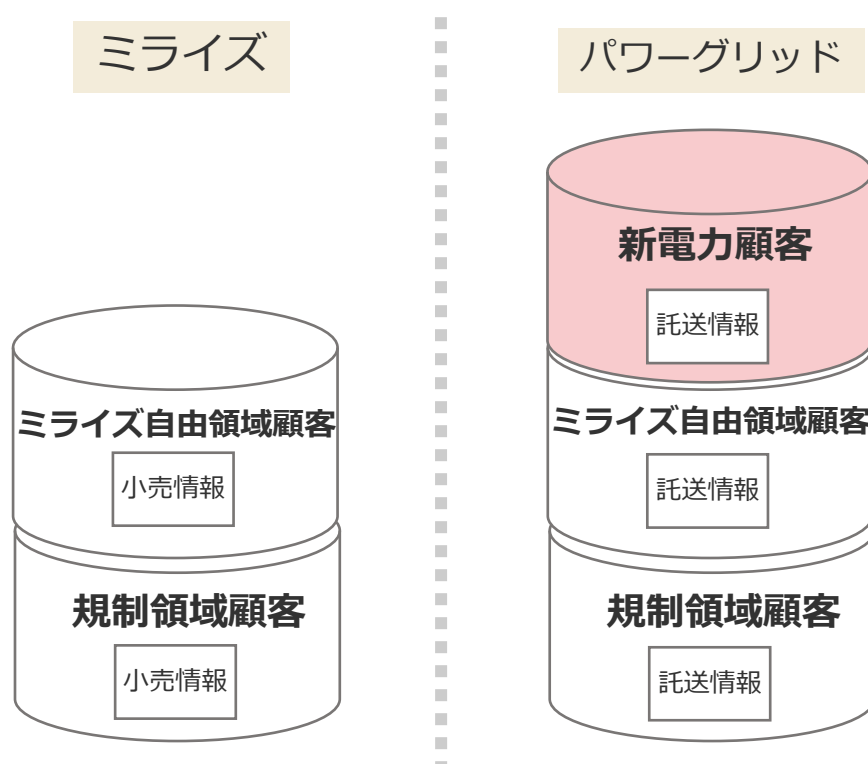 ミライズ
ミライズ自由領域顧客
小売情報
規制領域顧客
小売情報
パワーグリッド
新電力顧客
託送情報
ミライズ自由領域顧客
託送情報
規制領域顧客
託送情報